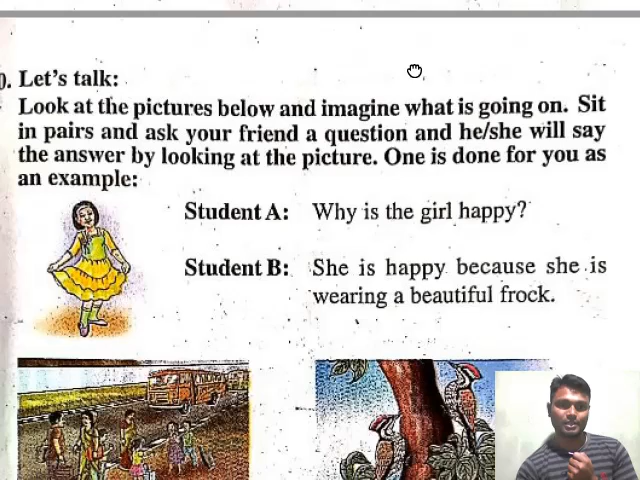 0. Let's talk:
Look at the pictures below and imagine what is going on. Sit
in pairs and ask your friend a question and he/she will say
the answer by looking at the picture. One is done for you as
an example:
Student A: Why is the girl happy?
Student B: She is happy because she is
wearing a beautiful frock.